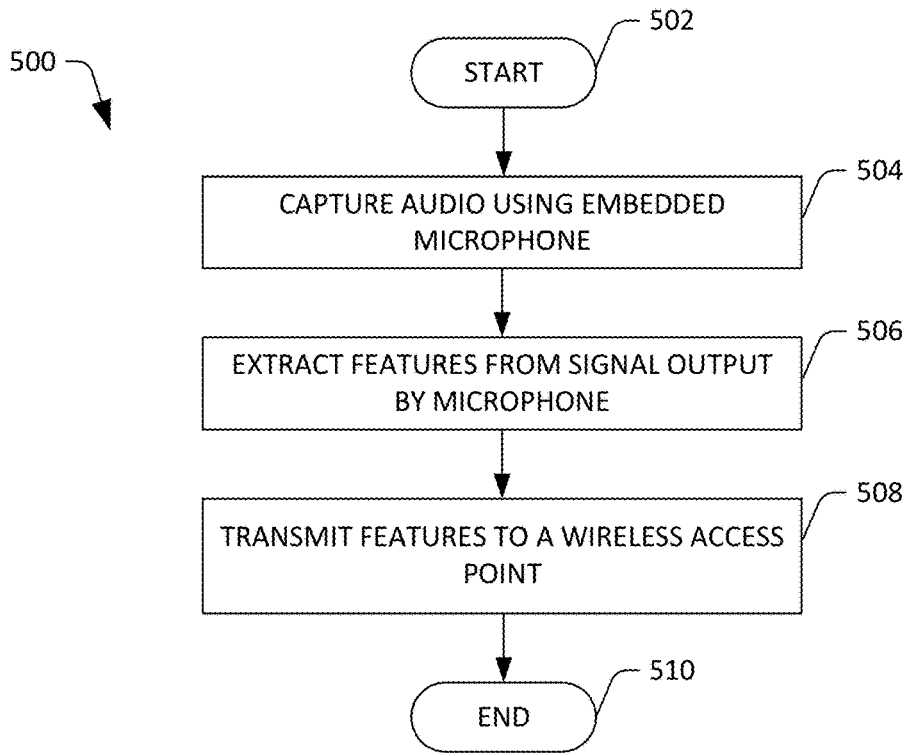 500
502
START
504
CAPTURE AUDIO USING EMBEDDED
MICROPHONE
506
EXTRACT FEATURES FROM SIGNAL OUTPUT
BY MICROPHONE
508
TRANSMIT FEATURES TO A WIRELESS ACCESS
POINT
510
END